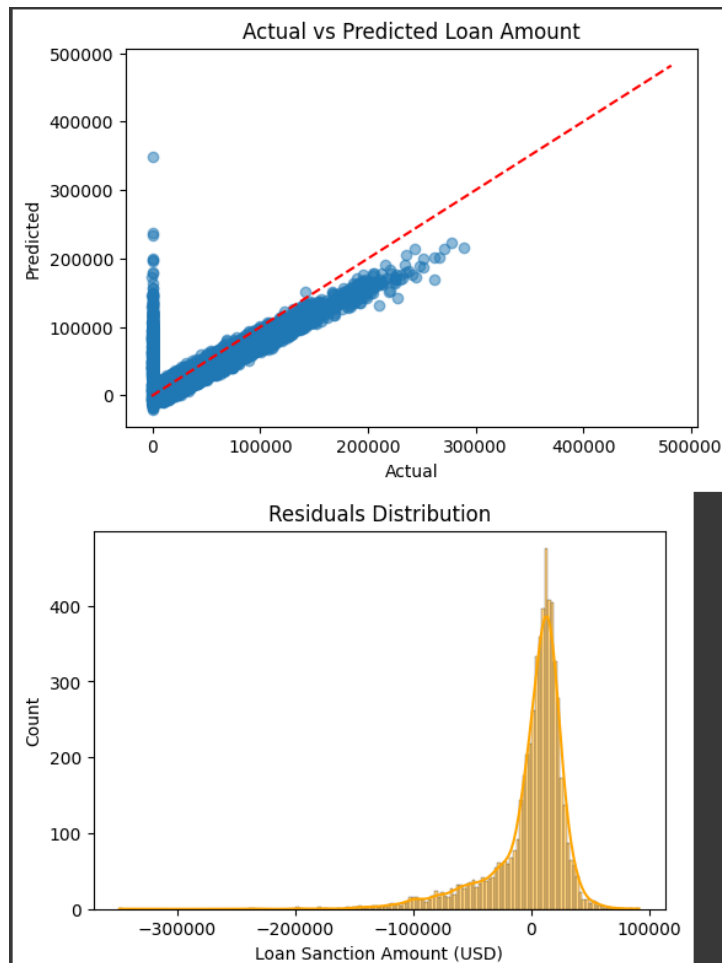 Actual vs Predicted Loan Amount
500000
400000
300000
200000
100000
0
Predicted
0 100000 200000 300000 400000 500000
Actual
Residuals Distribution
400
300
200
100
0
Count
−300000 −200000 −100000 0 100000
Loan Sanction Amount (USD)